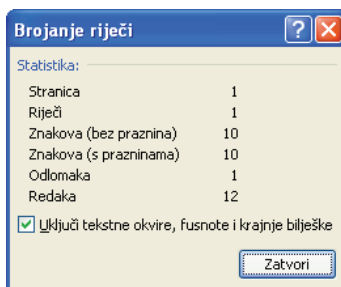 Brojanje riječi
Statistika:
Stranica 1
Riječi 1
Znakova (bez praznina) 10
Znakova (s prazninama) 10
Odlomaka 1
Redaka 12
Uključi tekstne okvire, fusnote i krajnje bilješke
Zatvori